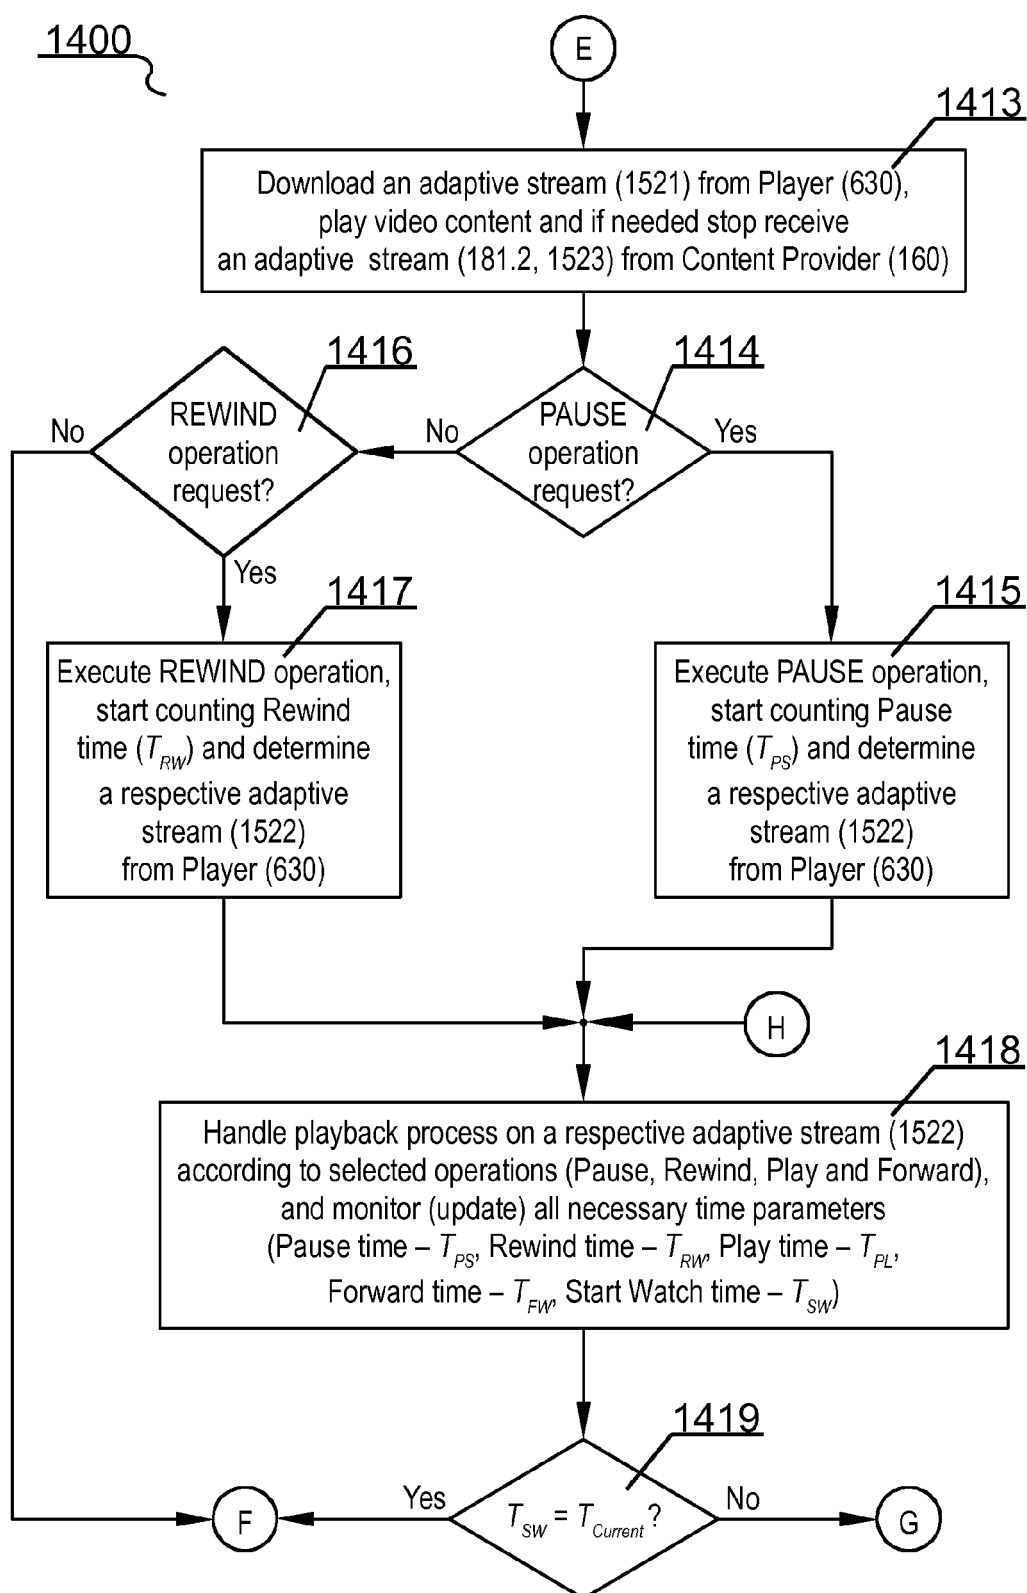 1400
E
1413
Download an adaptive stream (1521) from Player (630),
play video content and if needed stop receive
an adaptive stream (181.2, 1523) from Content Provider (160)
1416
1414
No
REWIND
operation
request?
No
PAUSE
operation
request?
Yes
Yes
1417
1415
Execute REWIND operation,
start counting Rewind
time (T_RW) and determine
a respective adaptive
stream (1522)
from Player (630)
Execute PAUSE operation,
start counting Pause
time (T_PS) and determine
a respective adaptive
stream (1522)
from Player (630)
H
1418
Handle playback process on a respective adaptive stream (1522)
according to selected operations (Pause, Rewind, Play and Forward),
and monitor (update) all necessary time parameters
(Pause time – T_PS, Rewind time – T_RW, Play time – T_PL,
Forward time – T_FW, Start Watch time – T_SW)
1419
F
Yes
T_SW = T_Current ?
No
G